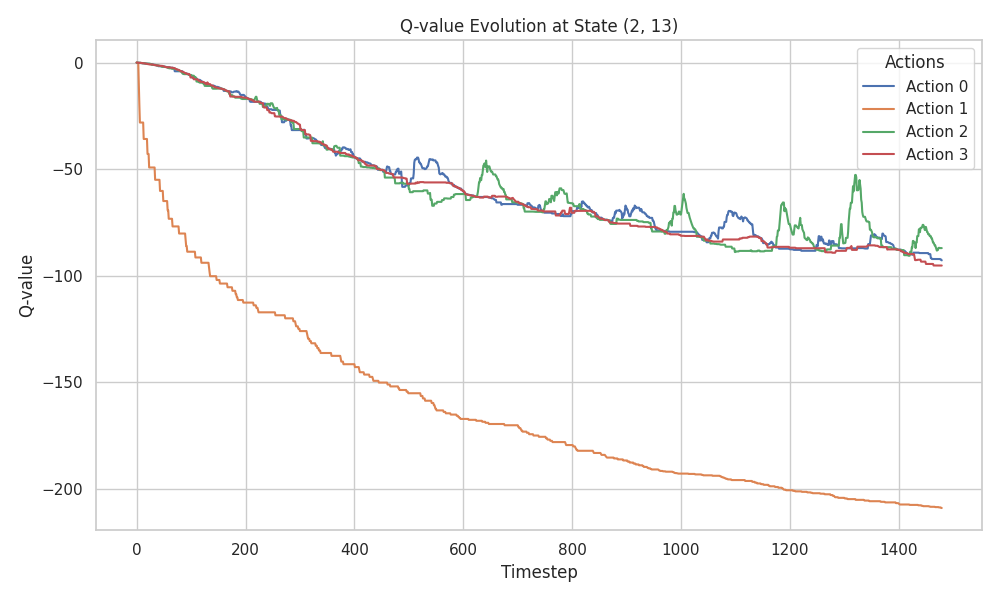 Q-value Evolution at State (2, 13)
Actions
Action 0
Action 1
Action 2
Action 3
Q-value
0
−50
−100
−150
−200
0 200 400 600 800 1000 1200 1400
Timestep